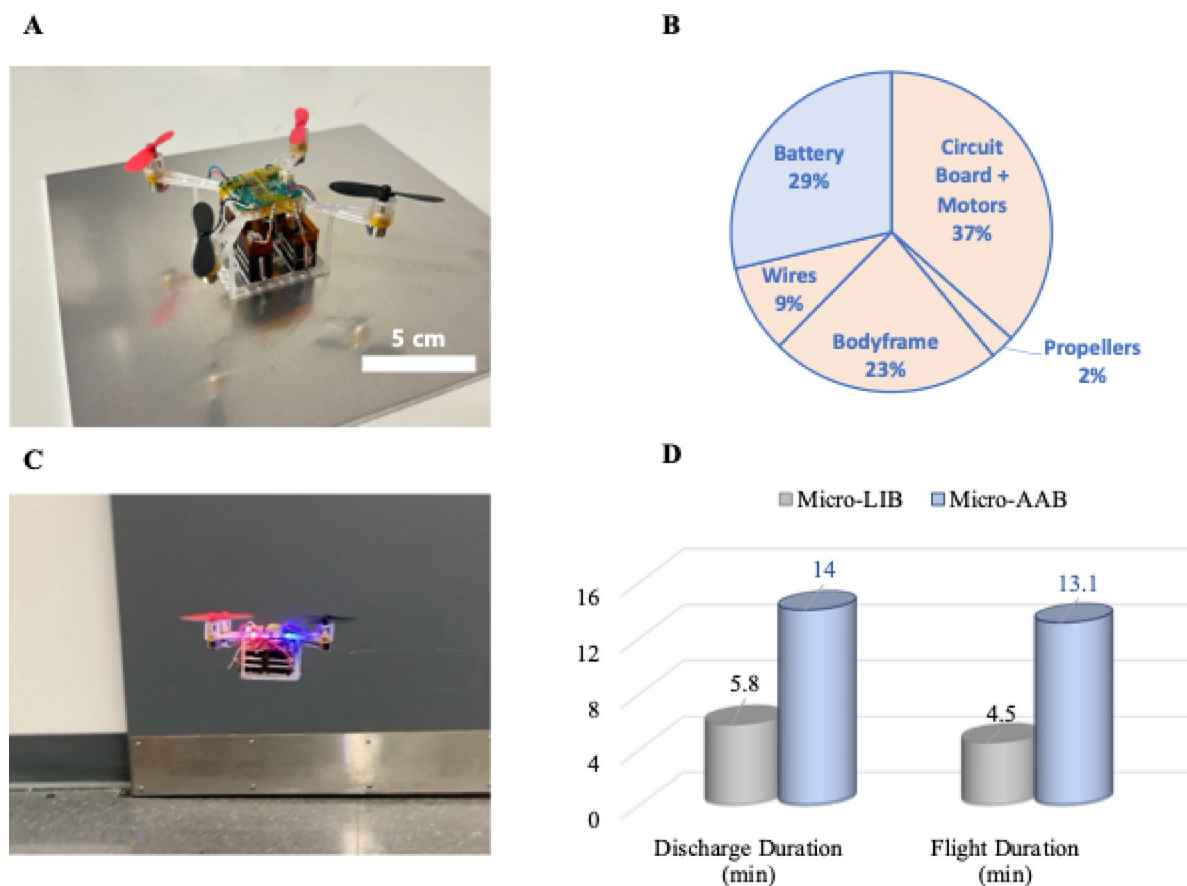 A
B
5 cm
Battery
29%
Circuit
Board +
Motors
37%
Wires
9%
Bodyframe
23%
Propellers
2%
C
D
Micro-LIB Micro-AAB
16
12
8
4
0
5.8
14
4.5
13.1
Discharge Duration
(min)
Flight Duration
(min)